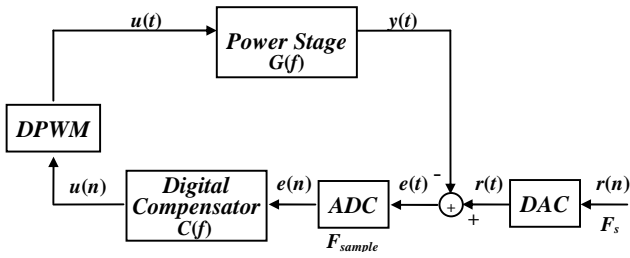 u(t)
Power Stage
G(f)
y(t)
DPWM
u(n)
Digital
Compensator
C(f)
e(n)
ADC
F_sample
e(t)
-
+
+
r(t)
DAC
r(n)
F_s